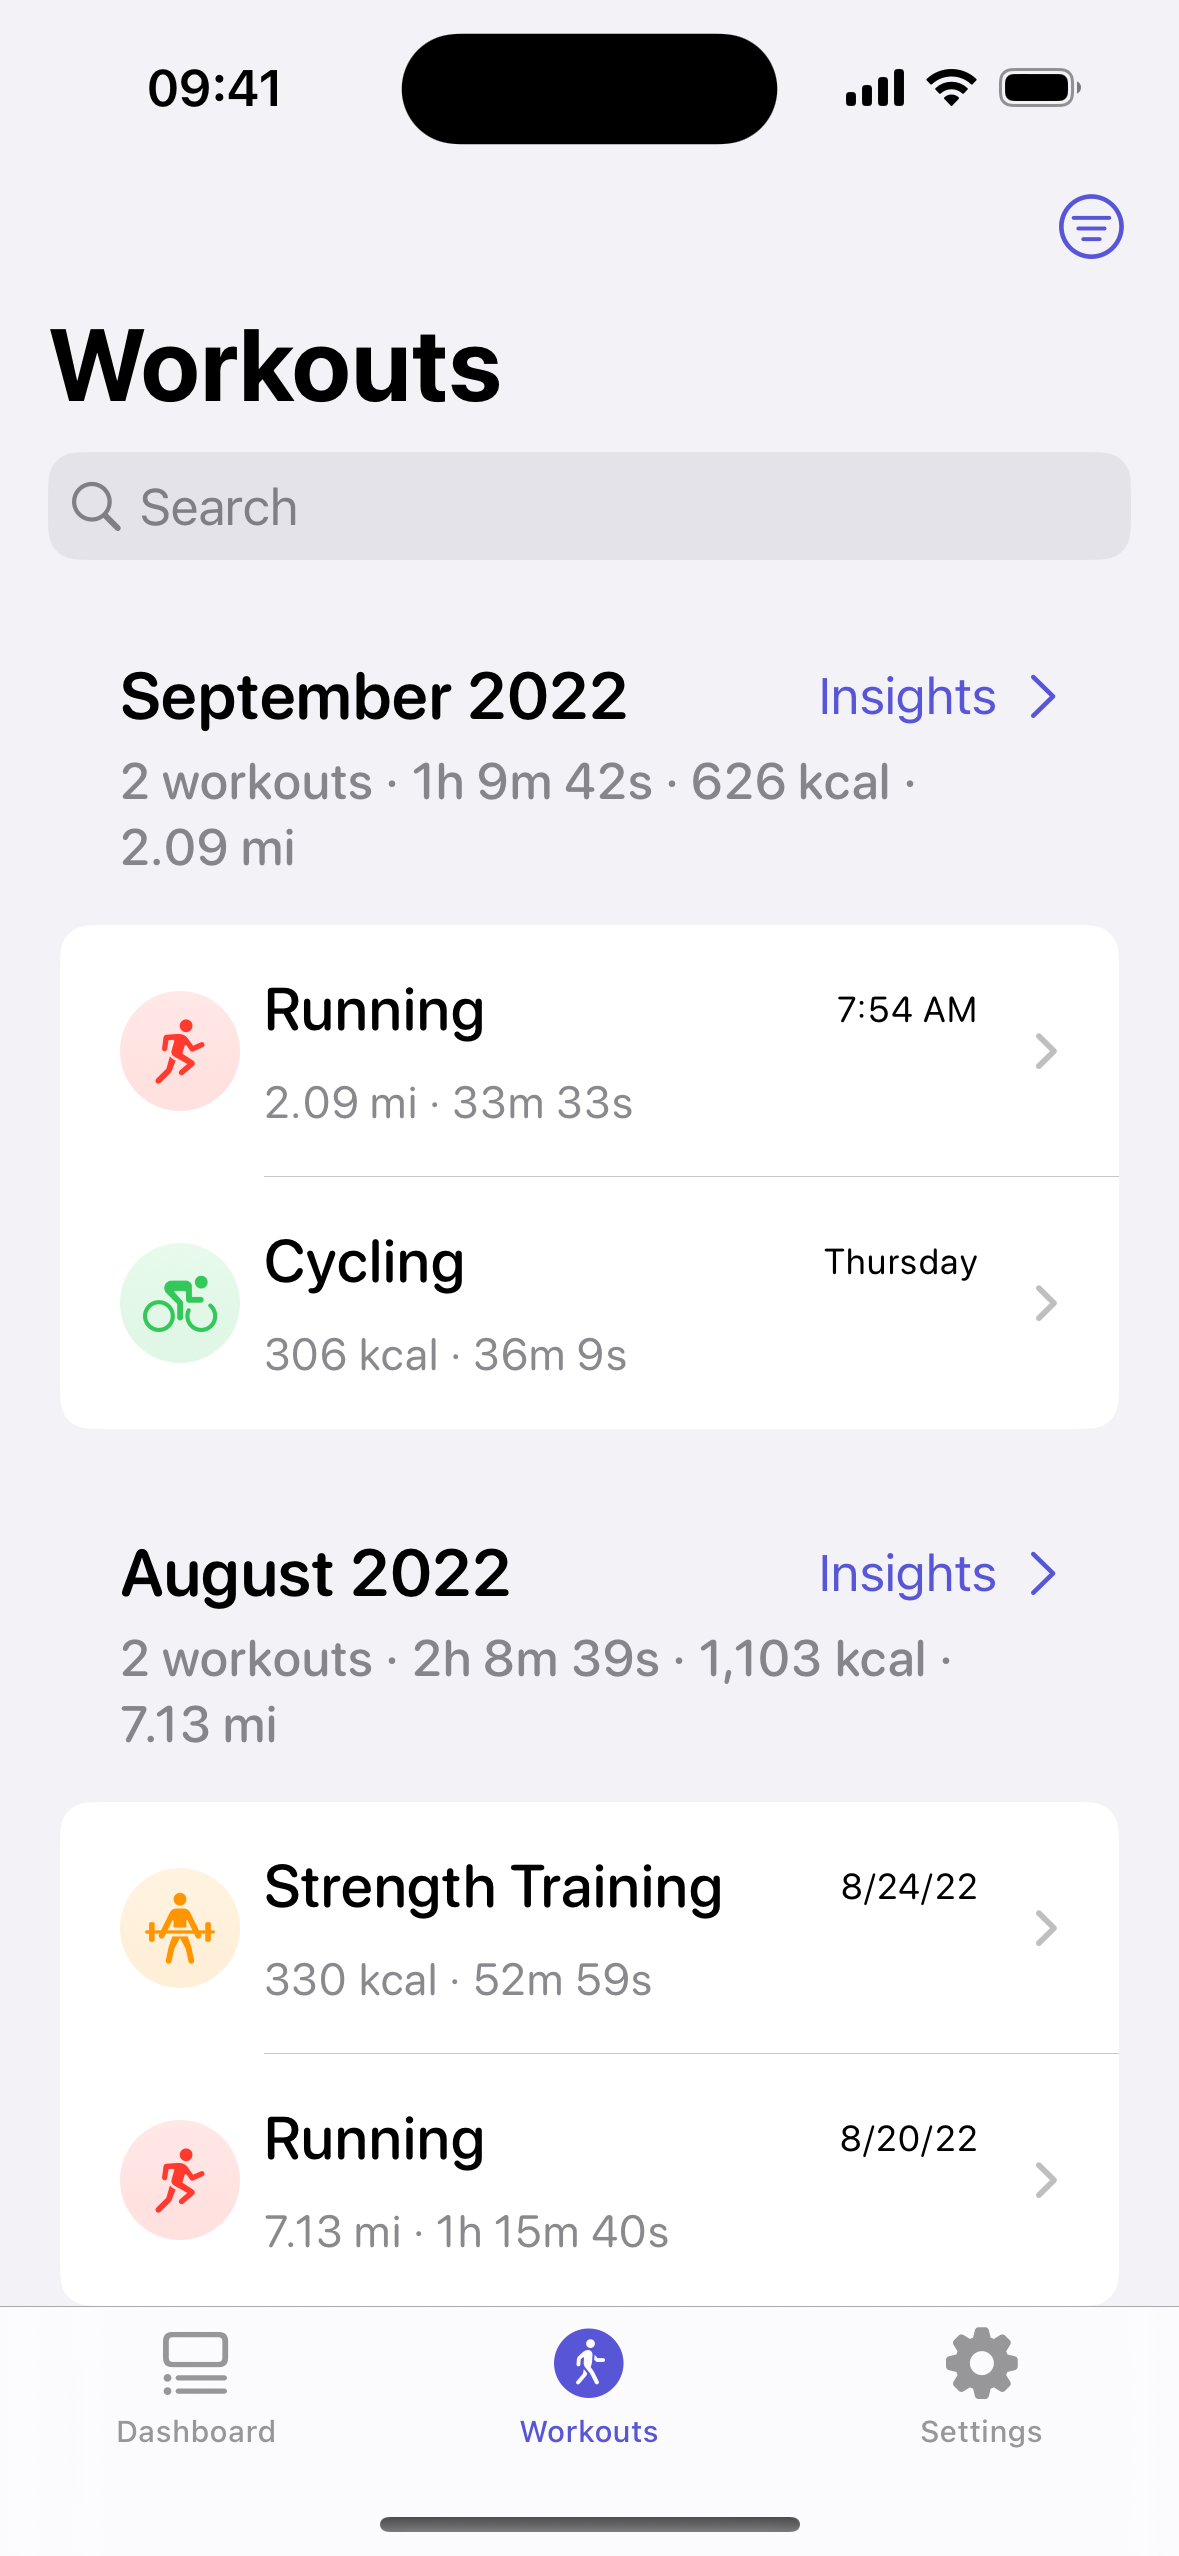 09:41
Workouts
Search
September 2022 Insights
2 workouts · 1h 9m 42s · 626 kcal ·
2.09 mi
Running 7:54 AM
2.09 mi · 33m 33s
Cycling Thursday
306 kcal · 36m 9s
August 2022 Insights
2 workouts · 2h 8m 39s · 1,103 kcal ·
7.13 mi
Strength Training 8/24/22
330 kcal · 52m 59s
Running 8/20/22
7.13 mi · 1h 15m 40s
Dashboard Workouts Settings